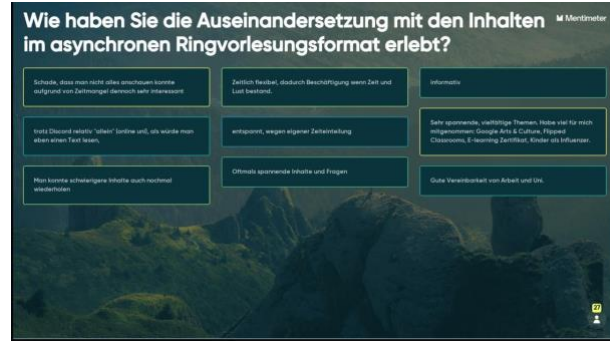 Wie haben Sie die Auseinandersetzung mit den Inhalten
im asynchronen Ringvorlesungsformat erlebt?
Mentimeter
Schade, dass man nicht alles anschauen konnte
aufgrund von Zeitmangel dennoch sehr interessant
Zeitlich flexibel, dadurch Beschäftigung wenn Zeit und
Lust bestand.
informativ
trotz Discord relativ "allein" (online uni), als würde man
eben einen Text lesen,
entspannt, wegen eigener Zeiteinteilung
Sehr spannende, vielfältige Themen. Habe viel für mich
mitgenommen: Google Arts & Culture, Flipped
Classrooms, E-learning Zertifikat, Kinder als Influencer.
Man konnte schwierigere Inhalte auch nochmal
wiederholen
Oftmals spannende Inhalte und Fragen
Gute Vereinbarkeit von Arbeit und Uni.
27